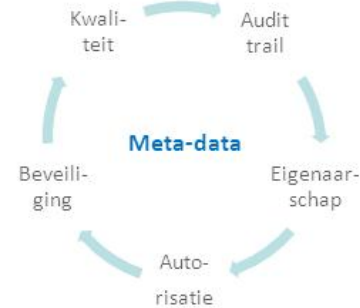 Kwali-
teit
Audit
trail
Meta-data
Eigenaar-
schap
Auto-
risatie
Beveili-
ging